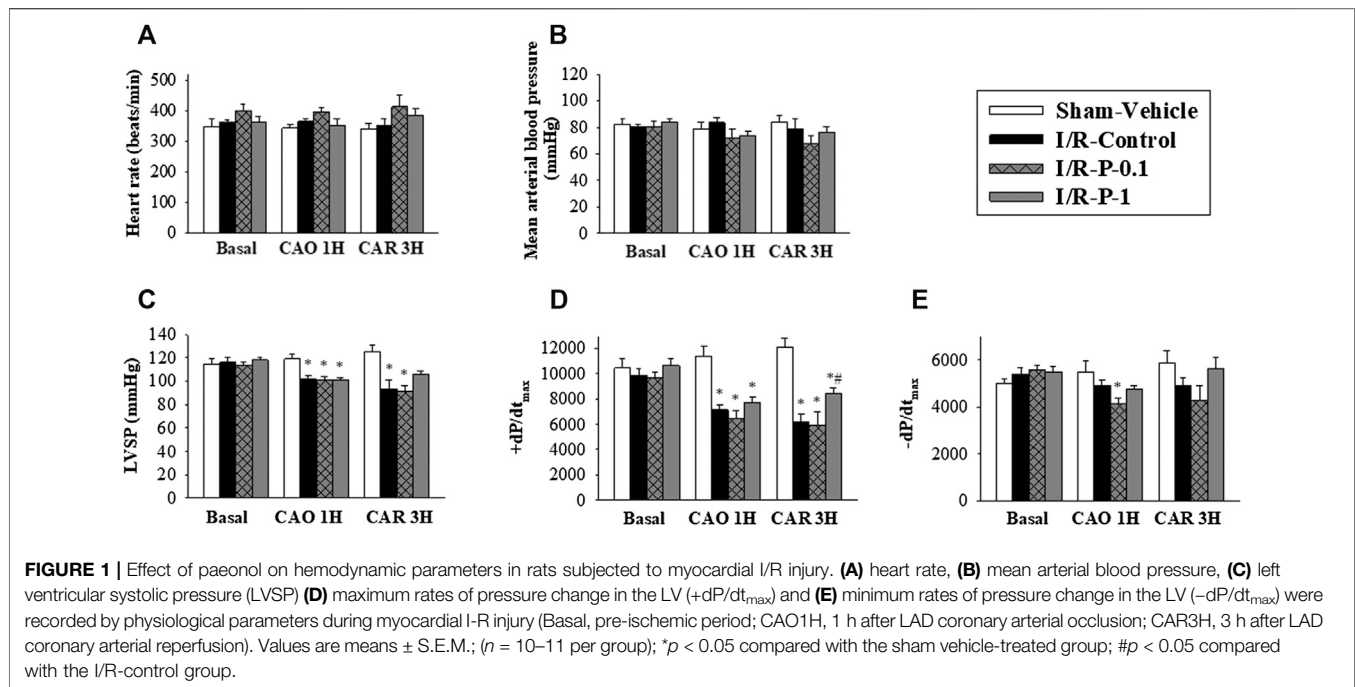 A
Heart rate (beats/min)
500
400
300
200
100
0
Basal CAO 1H CAR 3H
B
Mean arterial blood pressure
(mmHg)
120
100
80
60
40
20
0
Basal CAO 1H CAR 3H
Sham-Vehicle
I/R-Control
I/R-P-0.1
I/R-P-1
C
LVSP (mmHg)
140
120
100
80
60
40
20
0
* * *
* *
Basal CAO 1H CAR 3H
D
+dP/dtmax
12000
10000
8000
6000
4000
2000
0
* * *
* * *#
Basal CAO 1H CAR 3H
E
-dP/dtmax
6000
4000
2000
0
*
Basal CAO 1H CAR 3H
FIGURE 1 | Effect of paeonol on hemodynamic parameters in rats subjected to myocardial I/R injury. (A) heart rate, (B) mean arterial blood pressure, (C) left
ventricular systolic pressure (LVSP) (D) maximum rates of pressure change in the LV (+dP/dtmax) and (E) minimum rates of pressure change in the LV (−dP/dtmax) were
recorded by physiological parameters during myocardial I-R injury (Basal, pre-ischemic period; CAO1H, 1 h after LAD coronary arterial occlusion; CAR3H, 3 h after LAD
coronary arterial reperfusion). Values are means ± S.E.M.; (n = 10–11 per group); *p < 0.05 compared with the sham vehicle-treated group; #p < 0.05 compared
with the I/R-control group.